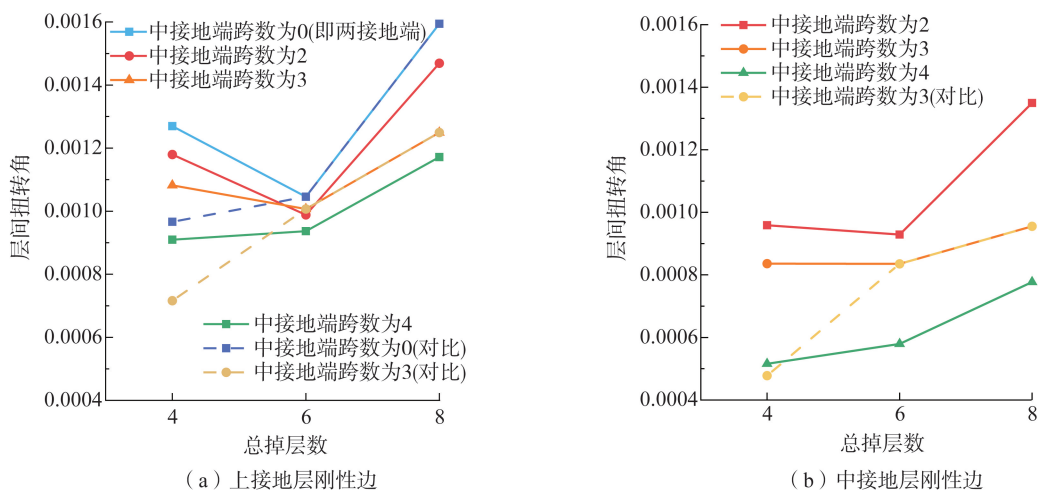 0.0016
0.0014
0.0012
0.0010
0.0008
0.0006
0.0004
层间扭转角
中接地端跨数为0(即两接地端)
中接地端跨数为2
中接地端跨数为3
中接地端跨数为4
中接地端跨数为0(对比)
中接地端跨数为3(对比)
4 6 8
总掉层数
（a）上接地层刚性边
0.0016
0.0014
0.0012
0.0010
0.0008
0.0006
0.0004
层间扭转角
中接地端跨数为2
中接地端跨数为3
中接地端跨数为4
中接地端跨数为3(对比)
4 6 8
总掉层数
（b）中接地层刚性边